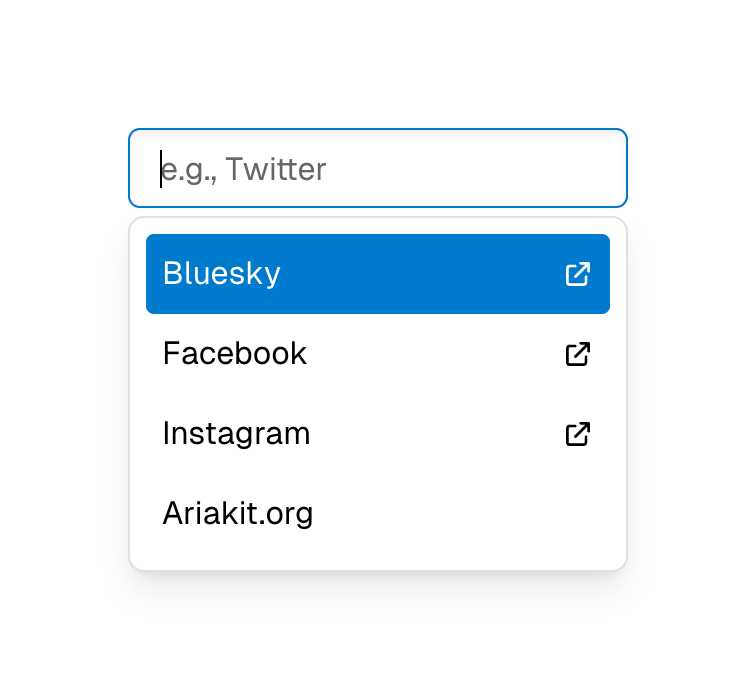 e.g., Twitter
Bluesky
Facebook
Instagram
Ariakit.org